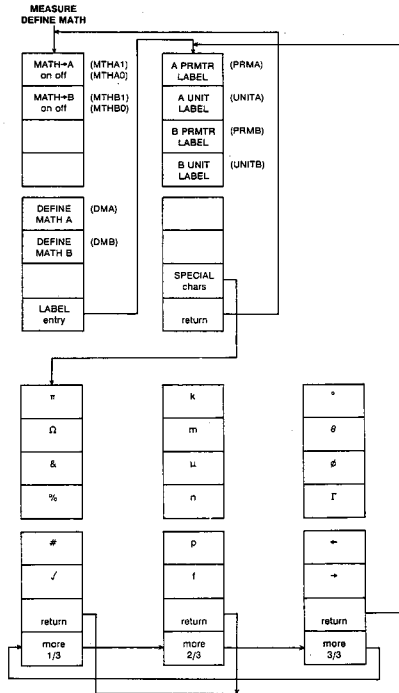 MEASURE
DEFINE MATH
MATH→A
on off
(MTHA1)
(MTHA0)
MATH→B
on off
(MTHB1)
(MTHB0)
DEFINE
MATH A
(DMA)
DEFINE
MATH B
(DMB)
LABEL
entry
A PRMTR
LABEL
(PRMA)
A UNIT
LABEL
(UNITA)
B PRMTR
LABEL
(PRMB)
B UNIT
LABEL
(UNITB)
SPECIAL
chars
return
π
Ω
&
%
#
√
return
more
1/3
k
m
μ
n
p
f
return
more
2/3
°
θ
ø
Γ
←
→
return
more
3/3